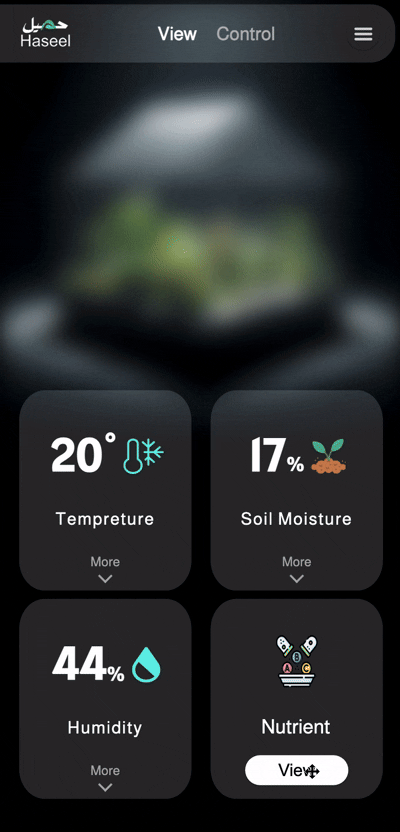 حصيل
Haseel
View Control
20°
Tempreture
More
17%
Soil Moisture
More
44%
Humidity
More
B
A C
Nutrient
View